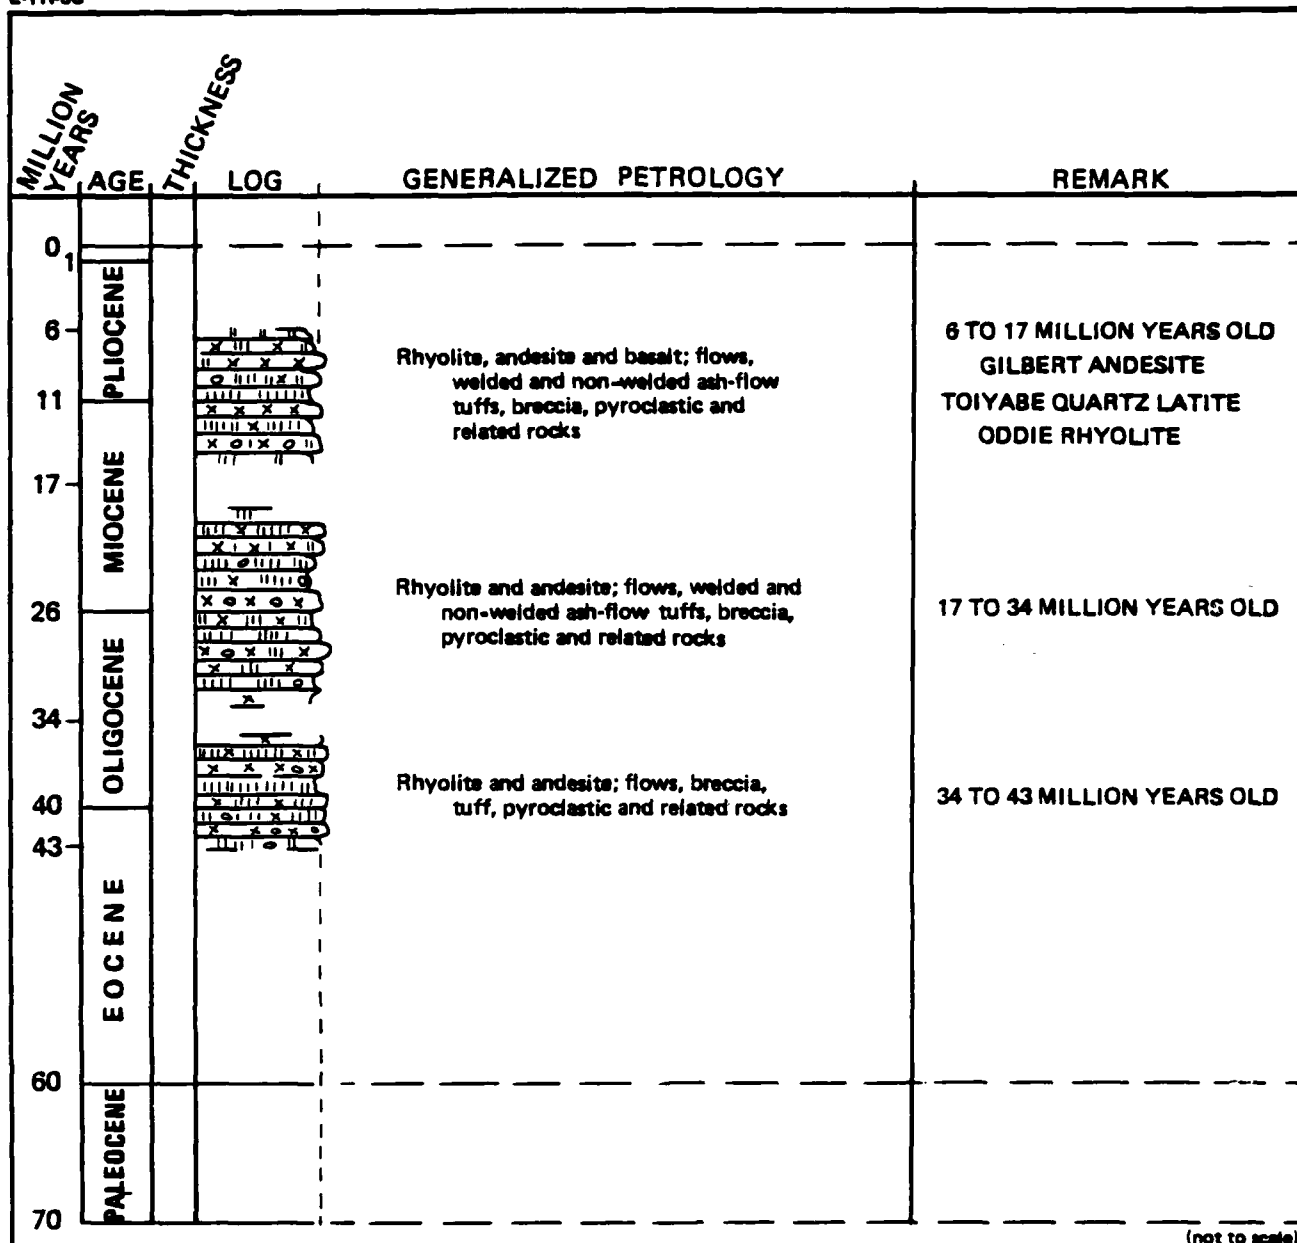 MILLION
YEARS
AGE
THICKNESS
LOG
GENERALIZED PETROLOGY
REMARK
0
1
PLIOCENE
6
Rhyolite, andesite and basalt; flows,
welded and non-welded ash-flow
tuffs, breccia, pyroclastic and
related rocks
6 TO 17 MILLION YEARS OLD
GILBERT ANDESITE
TOIYABE QUARTZ LATITE
ODDIE RHYOLITE
11
MIOCENE
17
Rhyolite and andesite; flows, welded and
non-welded ash-flow tuffs, breccia,
pyroclastic and related rocks
17 TO 34 MILLION YEARS OLD
26
OLIGOCENE
34
Rhyolite and andesite; flows, breccia,
tuff, pyroclastic and related rocks
34 TO 43 MILLION YEARS OLD
40
43
EOCENE
60
PALEOCENE
70
(not to scale)